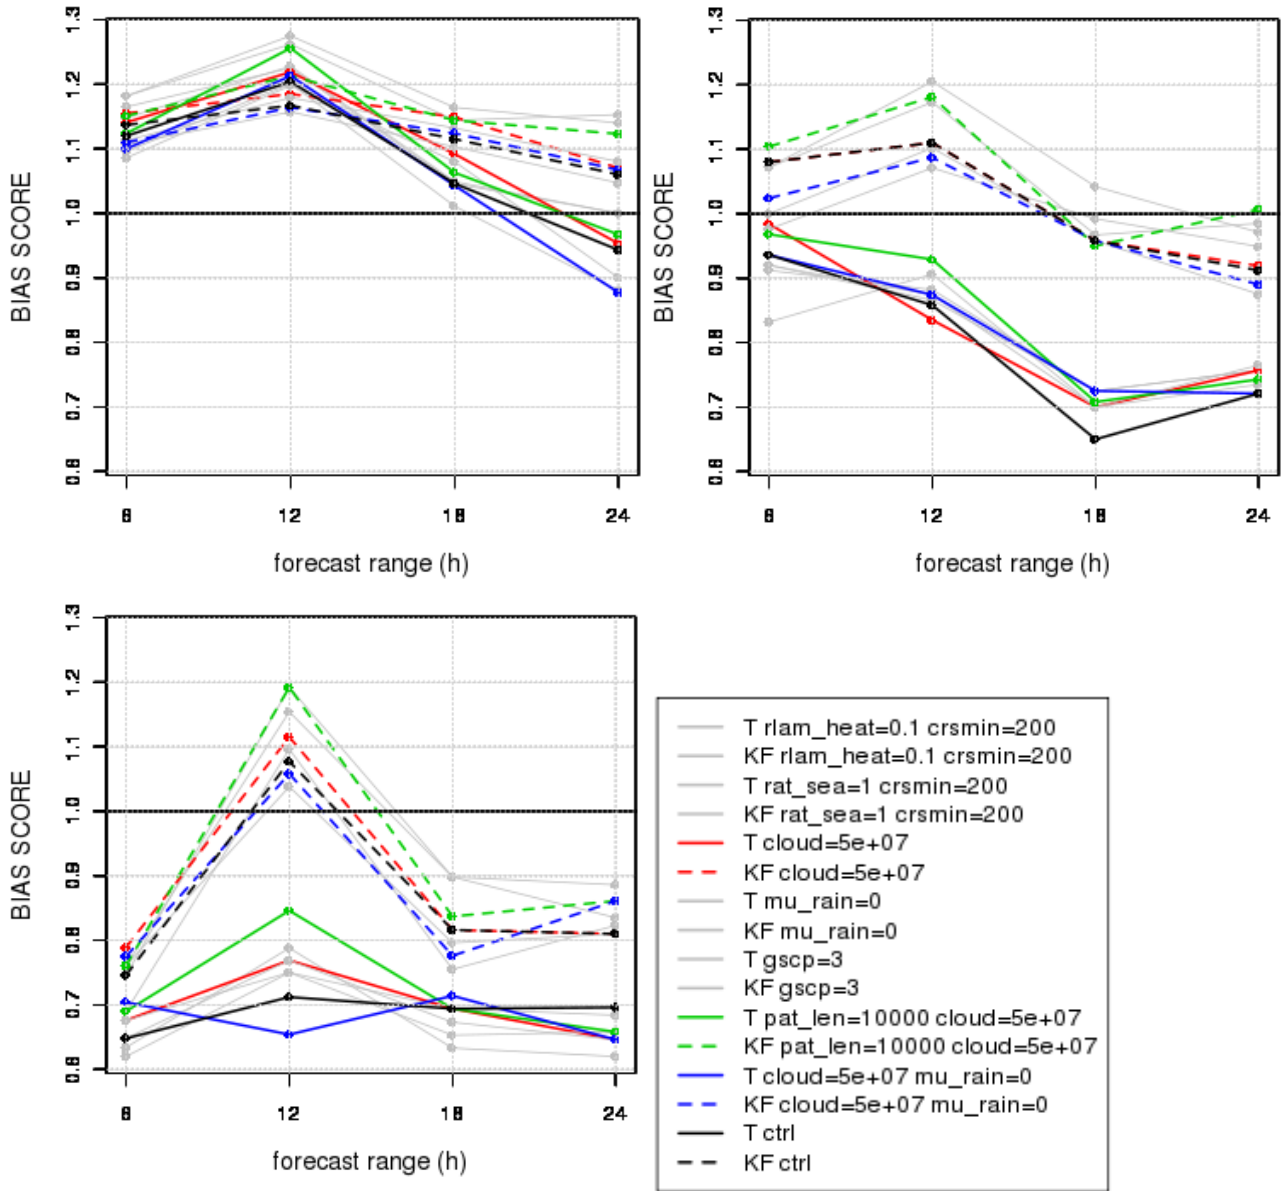 BIAS SCORE
1.3
1.2
1.1
1.0
0.9
0.8
0.7
0.6
6 12 18 24
forecast range (h)
BIAS SCORE
1.3
1.2
1.1
1.0
0.9
0.8
0.7
0.6
6 12 18 24
forecast range (h)
BIAS SCORE
1.3
1.2
1.1
1.0
0.9
0.8
0.7
0.6
6 12 18 24
forecast range (h)
T rlam_heat=0.1 crsmin=200
KF rlam_heat=0.1 crsmin=200
T rat_sea=1 crsmin=200
KF rat_sea=1 crsmin=200
T cloud=5e+07
KF cloud=5e+07
T mu_rain=0
KF mu_rain=0
T gscp=3
KF gscp=3
T pat_len=10000 cloud=5e+07
KF pat_len=10000 cloud=5e+07
T cloud=5e+07 mu_rain=0
KF cloud=5e+07 mu_rain=0
T ctrl
KF ctrl